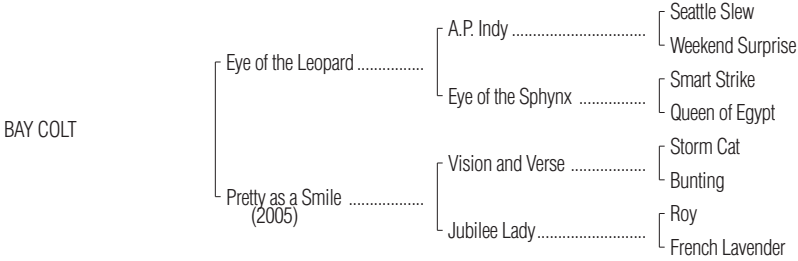 Seattle Slew
A.P. Indy ................................
Weekend Surprise
Eye of the Leopard ................
Smart Strike
Eye of the Sphynx ................
Queen of Egypt
BAY COLT
Storm Cat
Vision and Verse ..................
Bunting
Pretty as a Smile ..................
(2005)
Roy
Jubilee Lady..........................
French Lavender